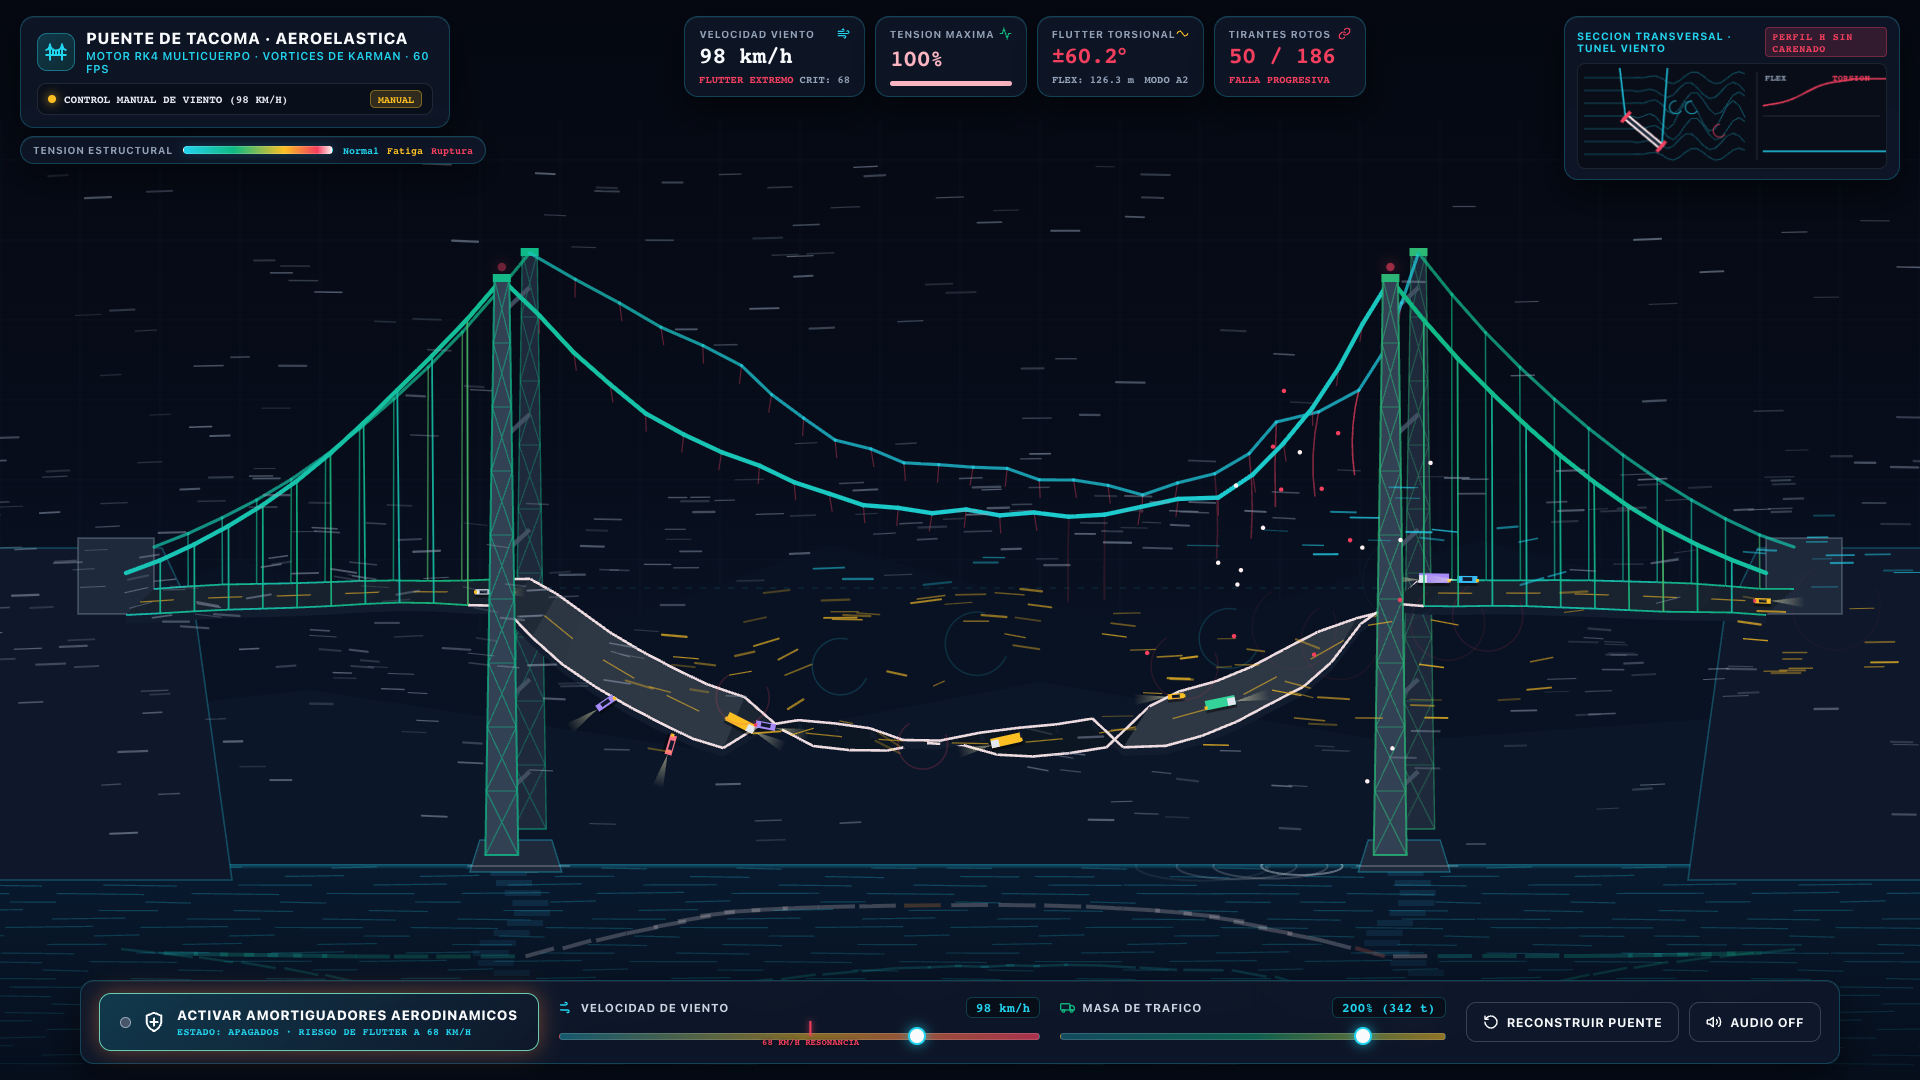 PUENTE DE TACOMA · AEROELASTICA
MOTOR RK4 MULTICUERPO · VORTICES DE KARMAN · 60
FPS
CONTROL MANUAL DE VIENTO (98 KM/H)
MANUAL
TENSION ESTRUCTURAL
Normal Fatiga Ruptura
VELOCIDAD VIENTO
98 km/h
FLUTTER EXTREMO CRIT: 68
TENSION MAXIMA
100%
FLUTTER TORSIONAL
±60.2°
FLEX: 126.3 m MODO A2
TIRANTES ROTOS
50 / 186
FALLA PROGRESIVA
SECCION TRANSVERSAL ·
TUNEL VIENTO
PERFIL H SIN
CARENADO
FLEX
TORSION
ACTIVAR AMORTIGUADORES AERODINAMICOS
ESTADO: APAGADOS · RIESGO DE FLUTTER A 68 KM/H
VELOCIDAD DE VIENTO
98 km/h
68 KM/H RESONANCIA
MASA DE TRAFICO
200% (342 t)
RECONSTRUIR PUENTE
AUDIO OFF